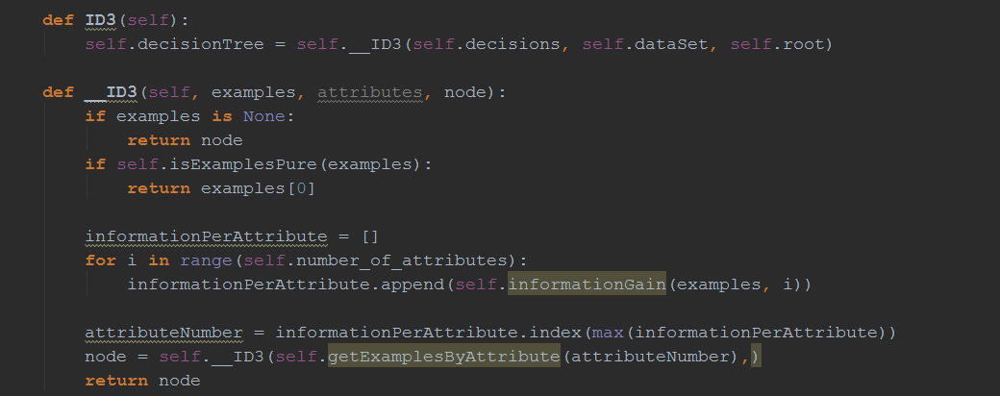 def ID3(self):
    self.decisionTree = self.__ID3(self.decisions, self.dataSet, self.root)
def __ID3(self, examples, attributes, node):
    if examples is None:
        return node
    if self.isExamplesPure(examples):
        return examples[0]
    informationPerAttribute = []
    for i in range(self.number_of_attributes):
        informationPerAttribute.append(self.informationGain(examples, i))
    attributeNumber = informationPerAttribute.index(max(informationPerAttribute))
    node = self.__ID3(self.getExamplesByAttribute(attributeNumber),)
    return node